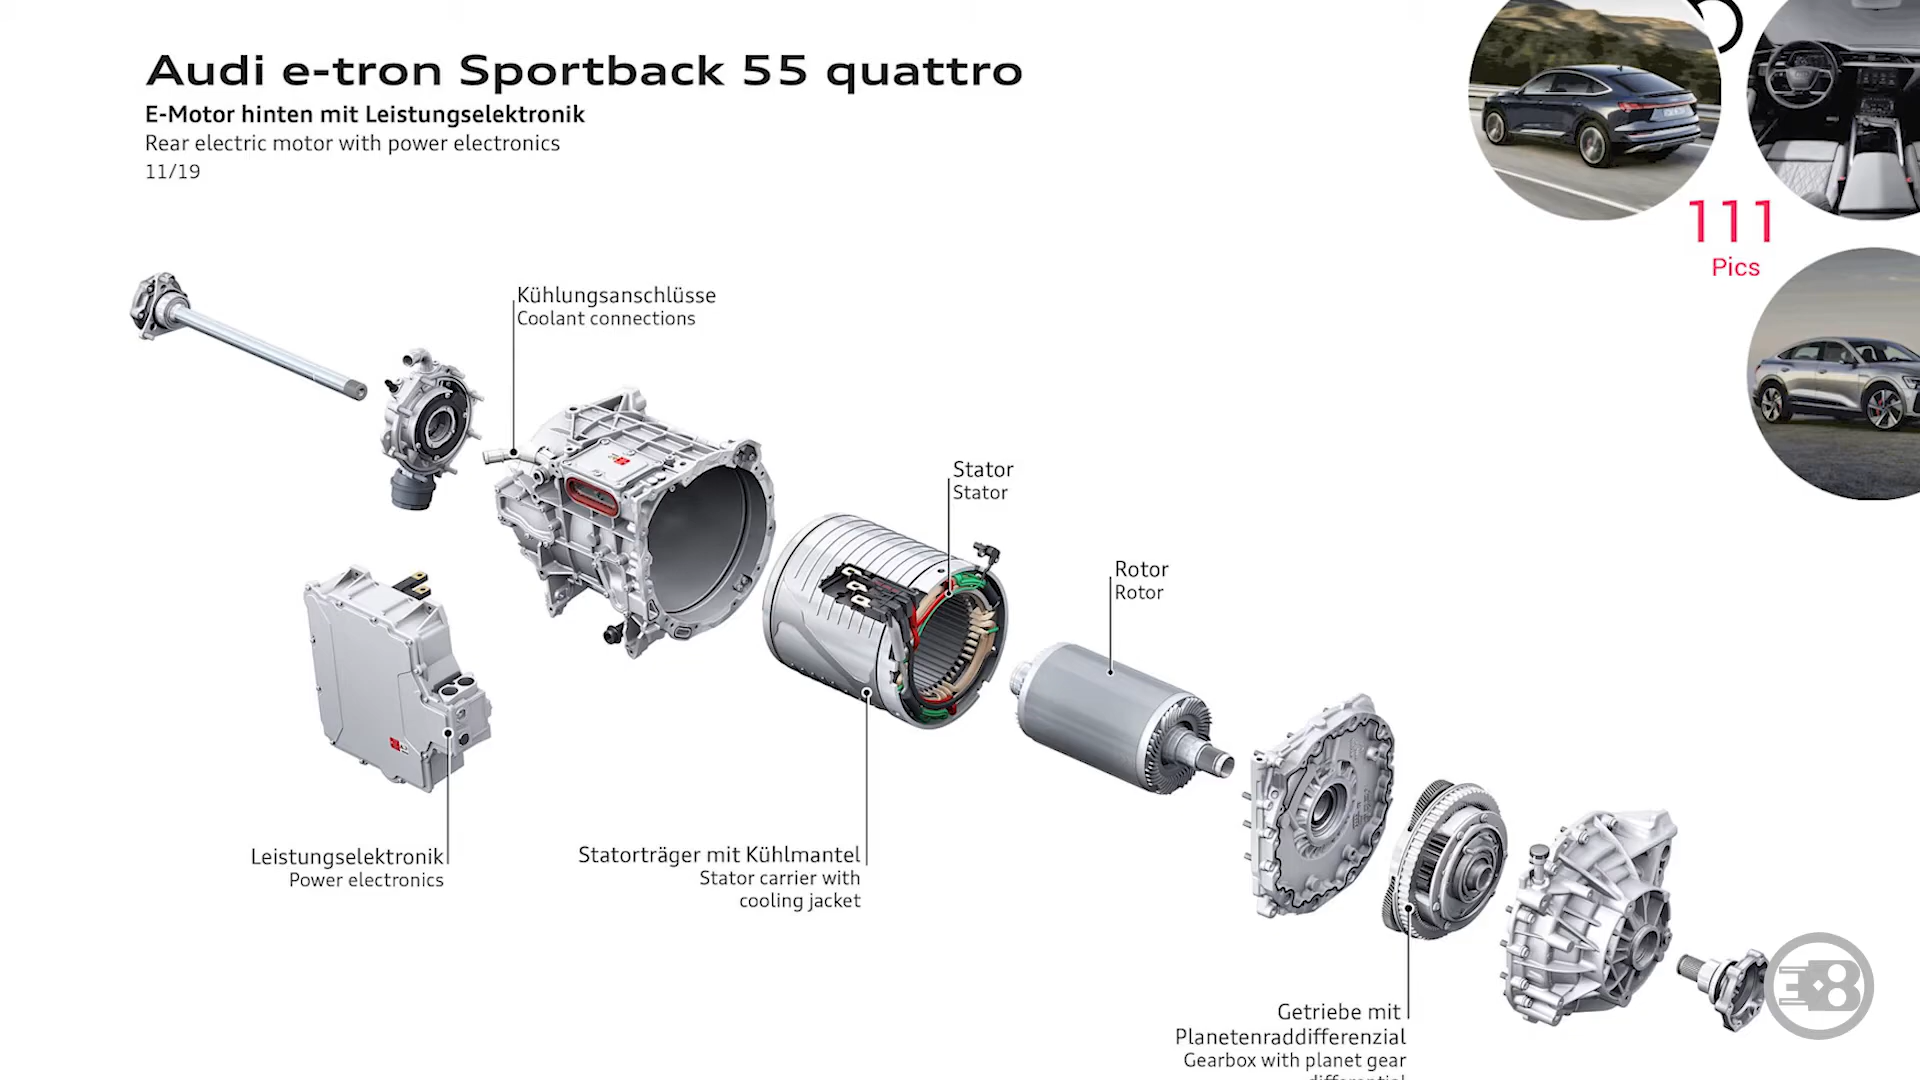 Audi e-tron Sportback 55 quattro
E-Motor hinten mit Leistungselektronik
Rear electric motor with power electronics
11/19
111
Pics
Kühlungsanschlüsse
Coolant connections
Stator
Stator
Rotor
Rotor
Leistungselektronik
Power electronics
Statorträger mit Kühlmantel
Stator carrier with
cooling jacket
Getriebe mit
Planetenraddifferenzial
Gearbox with planet gear
differential